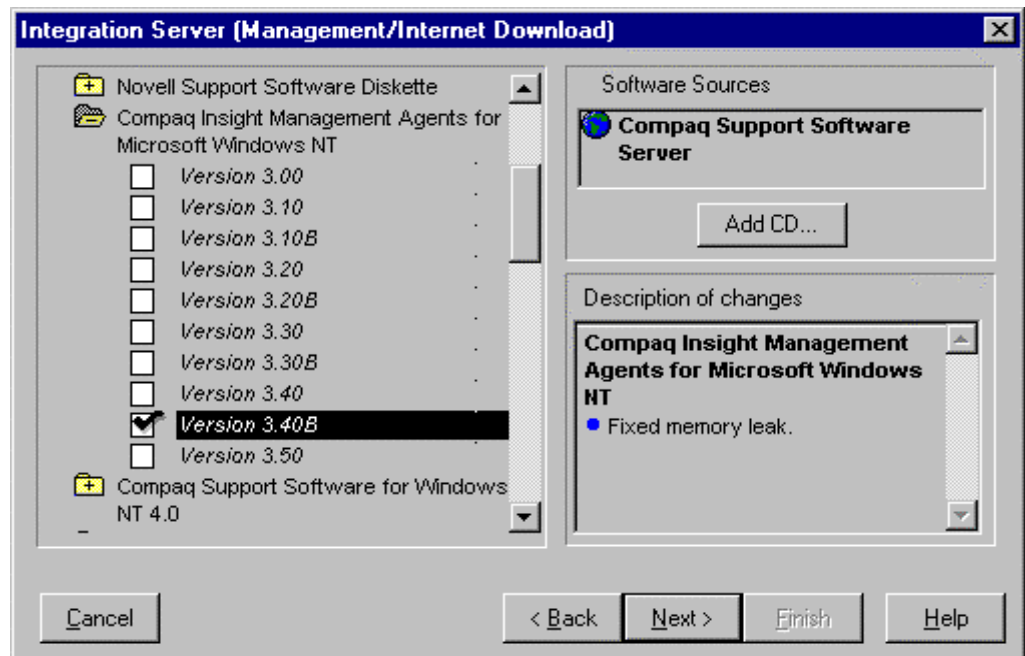 Integration Server (Management/Internet Download)
Novell Support Software Diskette
Compaq Insight Management Agents for
Microsoft Windows NT
Version 3.00
Version 3.10
Version 3.10B
Version 3.20
Version 3.20B
Version 3.30
Version 3.30B
Version 3.40
Version 3.40B
Version 3.50
Compaq Support Software for Windows
NT 4.0
Software Sources
Compaq Support Software
Server
Add CD...
Description of changes
Compaq Insight Management
Agents for Microsoft Windows
NT
Fixed memory leak.
Cancel
< Back
Next >
Finish
Help